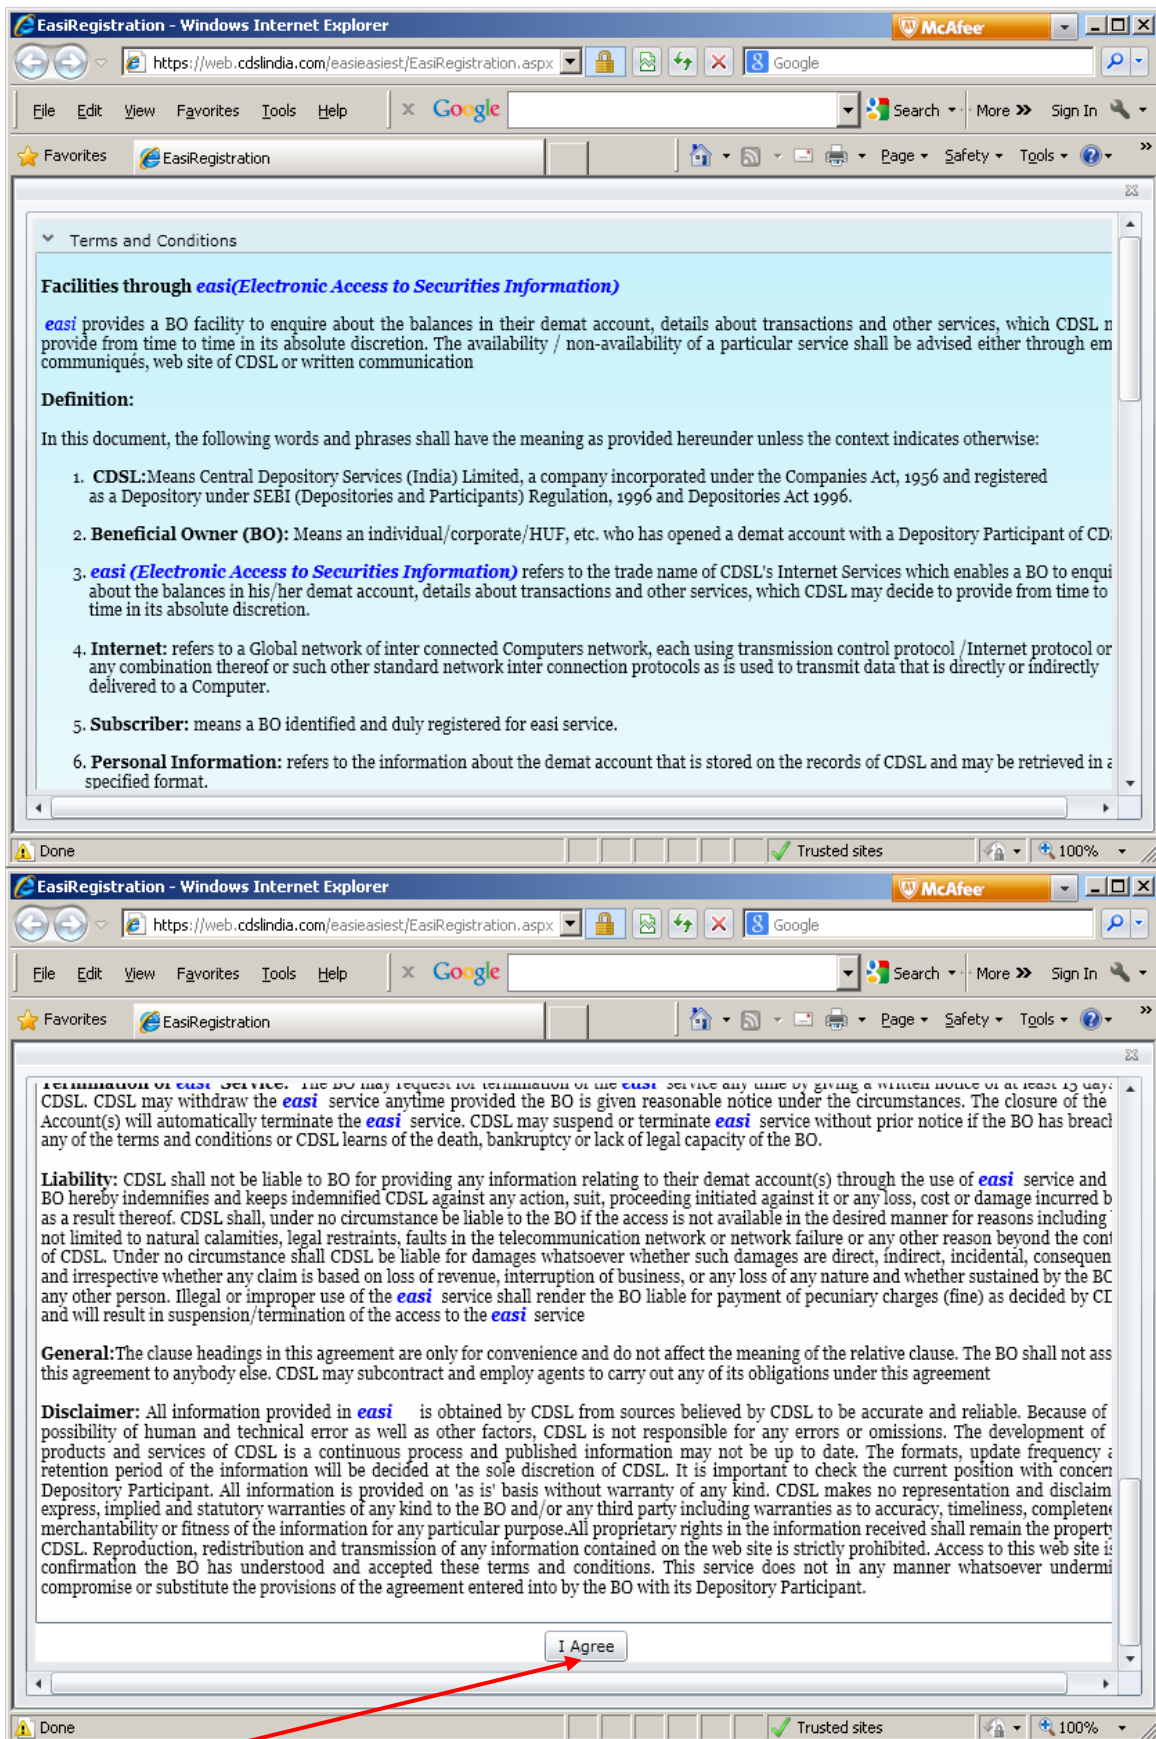 EasiRegistration - Windows Internet Explorer
McAfee
https://web.cdslindia.com/easieasiest/EasiRegistration.aspx
Google
File Edit View Favorites Tools Help
x Google Search More » Sign In
Favorites EasiRegistration Page Safety Tools »
Terms and Conditions
Facilities through easi(Electronic Access to Securities Information)
easi provides a BO facility to enquire about the balances in their demat account, details about transactions and other services, which CDSL
provide from time to time in its absolute discretion. The availability / non-availability of a particular service shall be advised either through em
communiqués, web site of CDSL or written communication
Definition:
In this document, the following words and phrases shall have the meaning as provided hereunder unless the context indicates otherwise:
1. CDSL:Means Central Depository Services (India) Limited, a company incorporated under the Companies Act, 1956 and registered
as a Depository under SEBI (Depositories and Participants) Regulation, 1996 and Depositories Act 1996.
2. Beneficial Owner (BO): Means an individual/corporate/HUF, etc. who has opened a demat account with a Depository Participant of CD
3. easi (Electronic Access to Securities Information) refers to the trade name of CDSL's Internet Services which enables a BO to enqui
about the balances in his/her demat account, details about transactions and other services, which CDSL may decide to provide from time to
time in its absolute discretion.
4. Internet: refers to a Global network of inter connected Computers network, each using transmission control protocol /Internet protocol or
any combination thereof or such other standard network inter connection protocols as is used to transmit data that is directly or indirectly
delivered to a Computer.
5. Subscriber: means a BO identified and duly registered for easi service.
6. Personal Information: refers to the information about the demat account that is stored on the records of CDSL and may be retrieved in a
specified format.
Done Trusted sites 100%
EasiRegistration - Windows Internet Explorer
McAfee
https://web.cdslindia.com/easieasiest/EasiRegistration.aspx
Google
File Edit View Favorites Tools Help
x Google Search More » Sign In
Favorites EasiRegistration Page Safety Tools »
Termination of easi Service: The BO may request for termination of the easi service any time by giving a written notice of at least 15 day
CDSL. CDSL may withdraw the easi service anytime provided the BO is given reasonable notice under the circumstances. The closure of the
Account(s) will automatically terminate the easi service. CDSL may suspend or terminate easi service without prior notice if the BO has breach
any of the terms and conditions or CDSL learns of the death, bankruptcy or lack of legal capacity of the BO.
Liability: CDSL shall not be liable to BO for providing any information relating to their demat account(s) through the use of easi service and
BO hereby indemnifies and keeps indemnified CDSL against any action, suit, proceeding initiated against it or any loss, cost or damage incurred b
as a result thereof. CDSL shall, under no circumstance be liable to the BO if the access is not available in the desired manner for reasons including
not limited to natural calamities, legal restraints, faults in the telecommunication network or network failure or any other reason beyond the cont
of CDSL. Under no circumstance shall CDSL be liable for damages whatsoever whether such damages are direct, indirect, incidental, consequen
and irrespective whether any claim is based on loss of revenue, interruption of business, or any loss of any nature and whether sustained by the BO
any other person. Illegal or improper use of the easi service shall render the BO liable for payment of pecuniary charges (fine) as decided by CD
and will result in suspension/termination of the access to the easi service
General:The clause headings in this agreement are only for convenience and do not affect the meaning of the relative clause. The BO shall not ass
this agreement to anybody else. CDSL may subcontract and employ agents to carry out any of its obligations under this agreement
Disclaimer: All information provided in easi is obtained by CDSL from sources believed by CDSL to be accurate and reliable. Because of
possibility of human and technical error as well as other factors, CDSL is not responsible for any errors or omissions. The development of
products and services of CDSL is a continuous process and published information may not be up to date. The formats, update frequency a
retention period of the information will be decided at the sole discretion of CDSL. It is important to check the current position with concern
Depository Participant. All information is provided on 'as is' basis without warranty of any kind. CDSL makes no representation and disclaim
express, implied and statutory warranties of any kind to the BO and/or any third party including warranties as to accuracy, timeliness, completene
merchantability or fitness of the information for any particular purpose.All proprietary rights in the information received shall remain the property
CDSL. Reproduction, redistribution and transmission of any information contained on the web site is strictly prohibited. Access to this web site is
confirmation the BO has understood and accepted these terms and conditions. This service does not in any manner whatsoever undermi
compromise or substitute the provisions of the agreement entered into by the BO with its Depository Participant.
I Agree
Done Trusted sites 100%